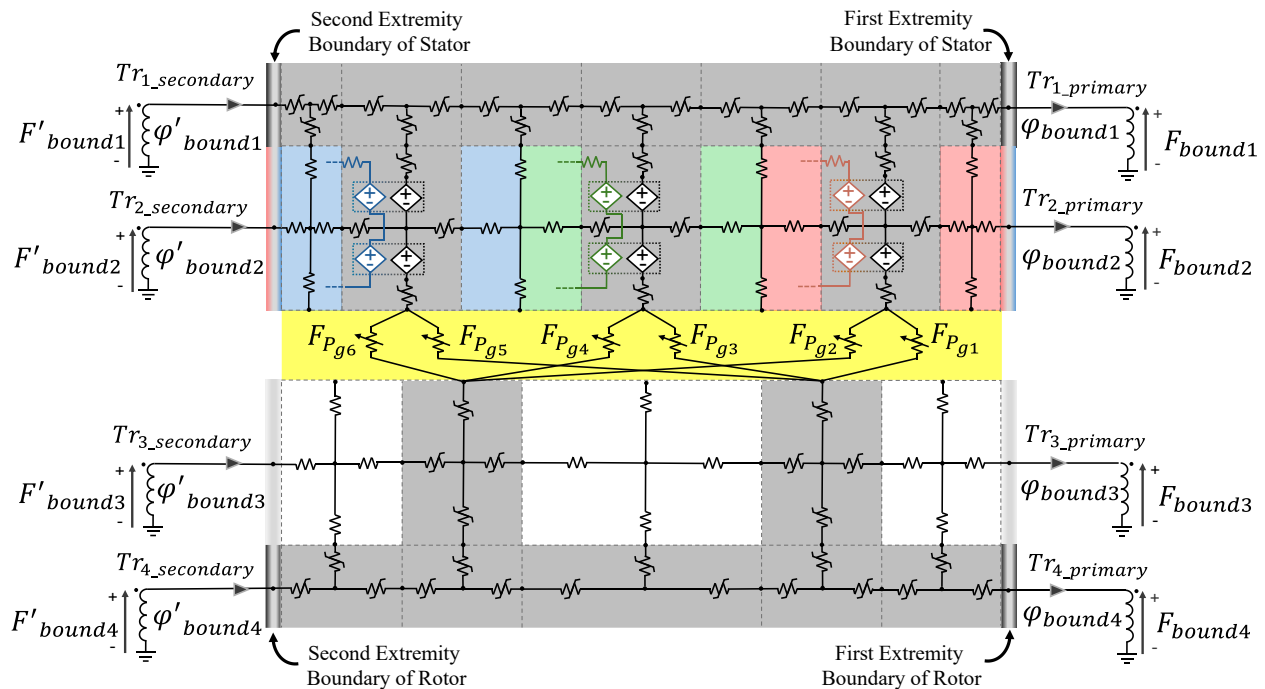 Second Extremity
Boundary of Stator
First Extremity
Boundary of Stator
Tr1_secondary
Tr1_primary
+
F'bound1
-
φ'bound1
φbound1
+
Fbound1
-
Tr2_secondary
Tr2_primary
+
F'bound2
-
φ'bound2
φbound2
+
Fbound2
-
+
-
+
-
+
-
+
-
+
-
+
-
+
-
+
-
+
-
+
-
+
-
+
-
FPg6
FPg5
FPg4
FPg3
FPg2
FPg1
Tr3_secondary
Tr3_primary
+
F'bound3
-
φ'bound3
φbound3
+
Fbound3
-
Tr4_secondary
Tr4_primary
+
F'bound4
-
φ'bound4
φbound4
+
Fbound4
-
Second Extremity
Boundary of Rotor
First Extremity
Boundary of Rotor